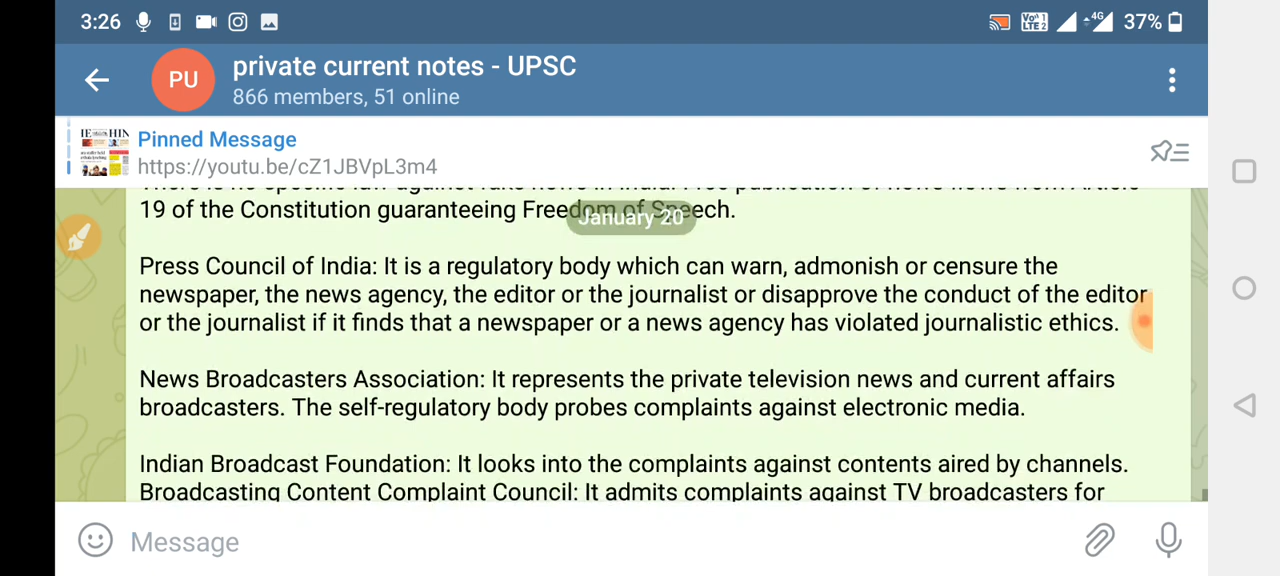 3:26
Vo 1 LTE 2 4G 37%
PU
private current notes - UPSC
866 members, 51 online
Pinned Message
https://youtu.be/cZ1JBVpL3m4
19 of the Constitution guaranteeing Freedom of Speech.
January 20
Press Council of India: It is a regulatory body which can warn, admonish or censure the
newspaper, the news agency, the editor or the journalist or disapprove the conduct of the editor
or the journalist if it finds that a newspaper or a news agency has violated journalistic ethics.
News Broadcasters Association: It represents the private television news and current affairs
broadcasters. The self-regulatory body probes complaints against electronic media.
Indian Broadcast Foundation: It looks into the complaints against contents aired by channels.
Broadcasting Content Complaint Council: It admits complaints against TV broadcasters for
Message